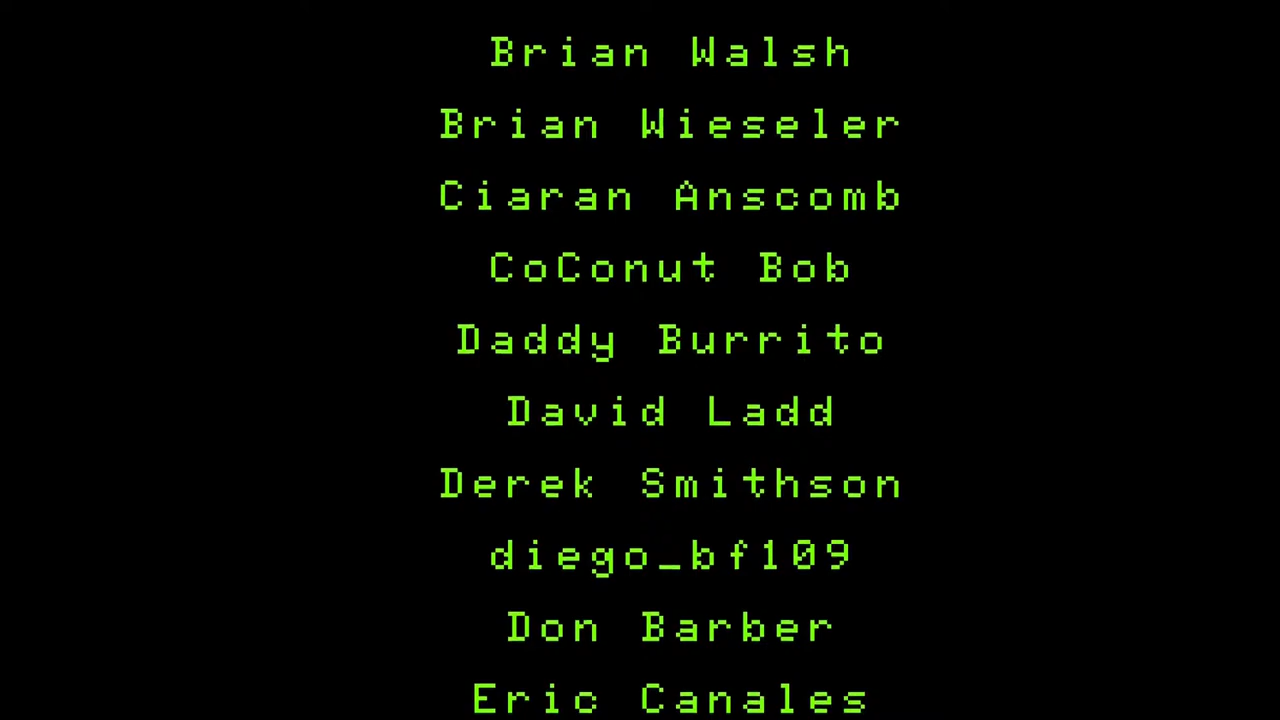 Brian Walsh
Brian Wieseler
Ciaran Anscomb
CoConut Bob
Daddy Burrito
David Ladd
Derek Smithson
diego_bf109
Don Barber
Eric Canales